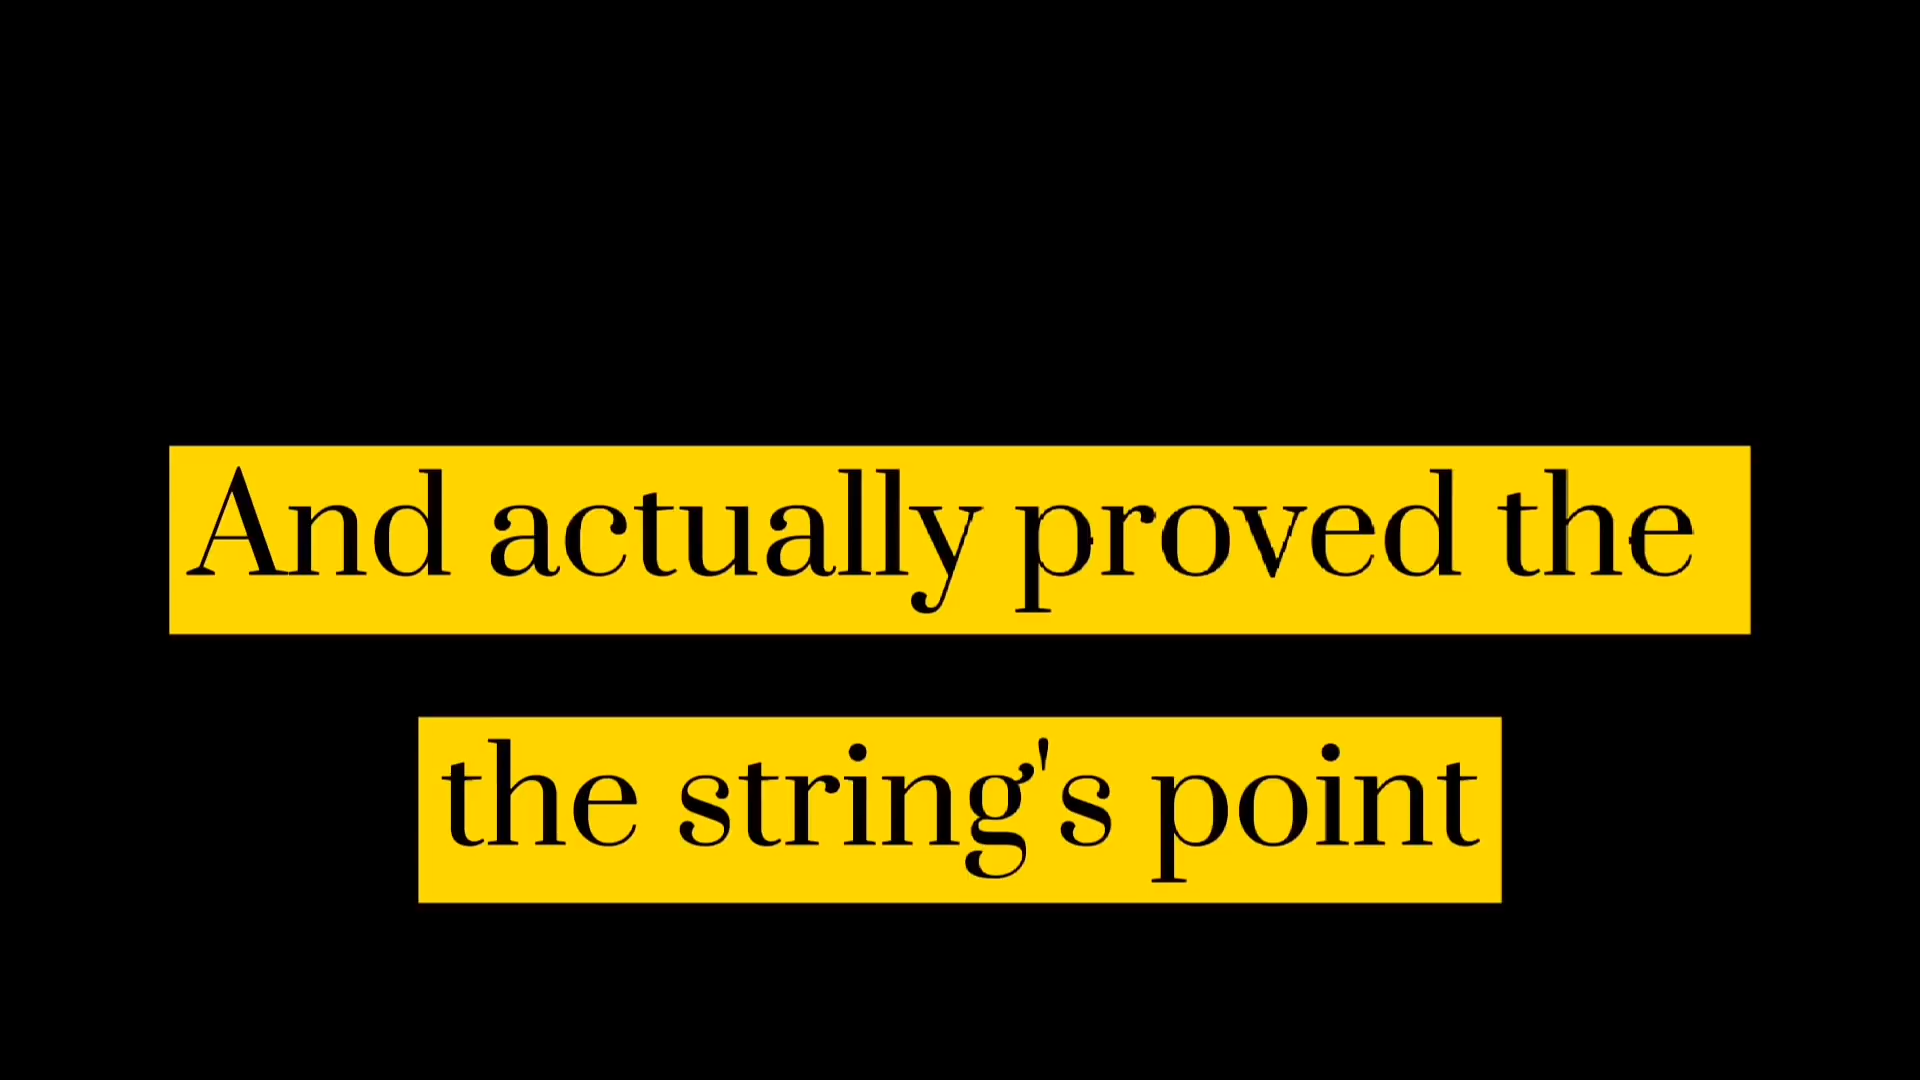 And actually proved the
the string's point